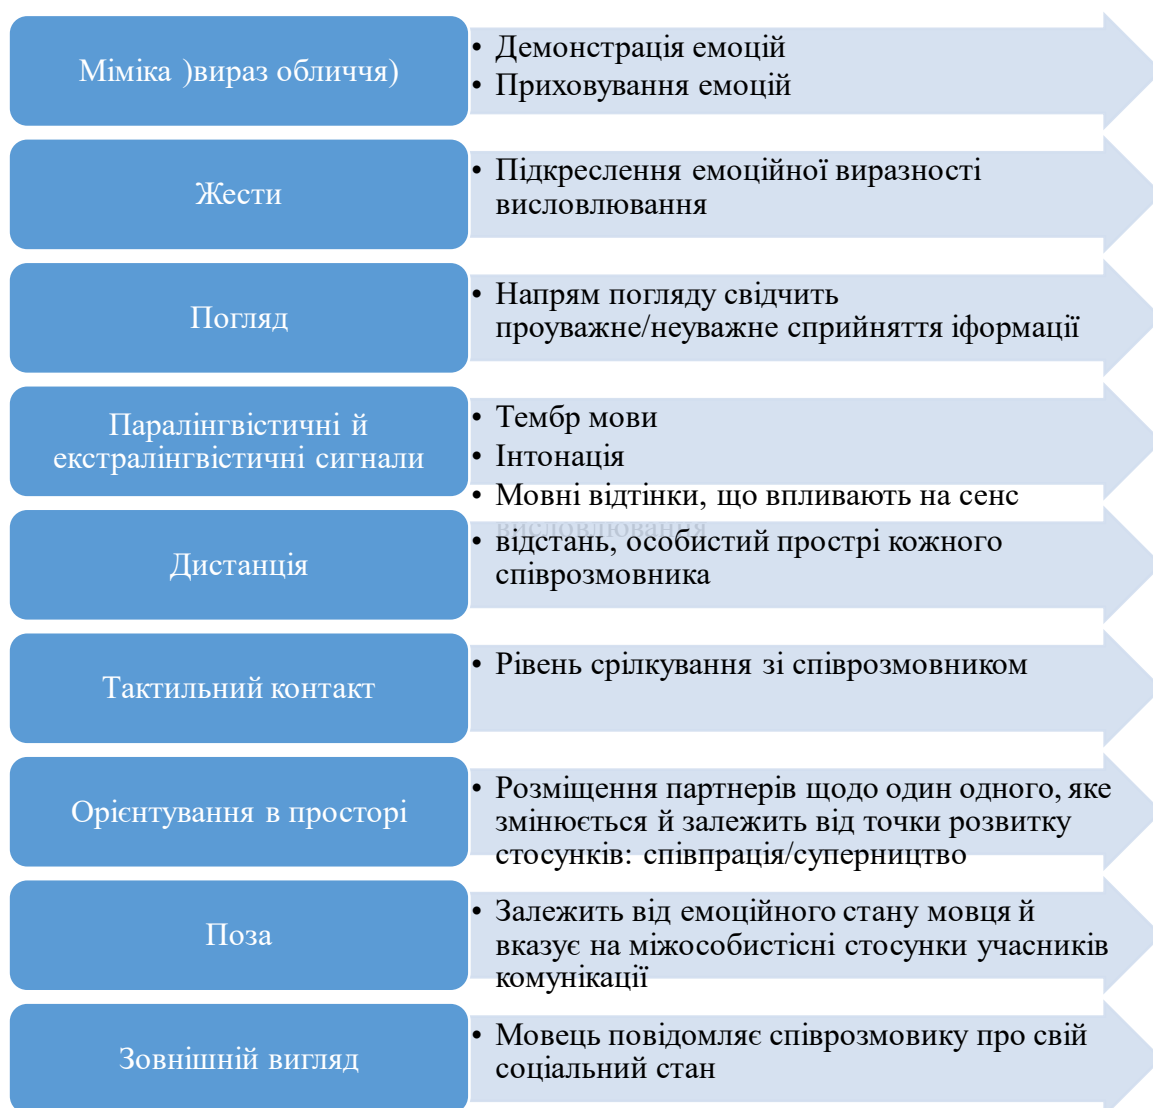 Міміка )вираз обличчя)
• Демонстрація емоцій
• Приховування емоцій
Жести
• Підкреслення емоційної виразності
висловлювання
Погляд
• Напрям погляду свідчить
проуважне/неуважне сприйняття іформації
Паралінгвістичні й
екстралінгвістичні сигнали
• Тембр мови
• Інтонація
• Мовні відтінки, що впливають на сенс
висловлювання
Дистанція
• відстань, особистий прострі кожного
співрозмовника
Тактильний контакт
• Рівень срілкування зі співрозмовником
Орієнтування в просторі
• Розміщення партнерів щодо один одного, яке
змінюється й залежить від точки розвитку
стосунків: співпраця/суперництво
Поза
• Залежить від емоційного стану мовця й
вказує на міжособистісні стосунки учасників
комунікації
Зовнішній вигляд
• Мовець повідомляє співрозмовику про свій
соціальний стан